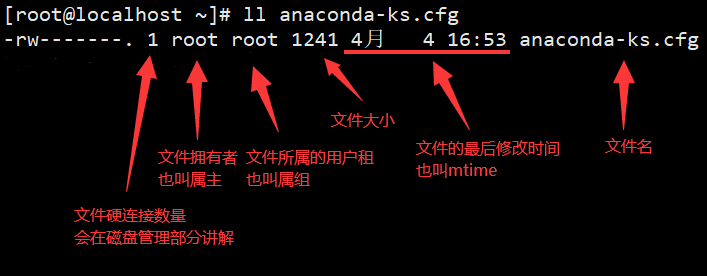 [root@localhost ~]# ll anaconda-ks.cfg
-rw-------. 1 root root 1241 4月   4 16:53 anaconda-ks.cfg
文件大小
文件的最后修改时间
也叫mtime
文件名
文件拥有者
也叫属主
文件所属的用户租
也叫属组
文件硬连接数量
会在磁盘管理部分讲解